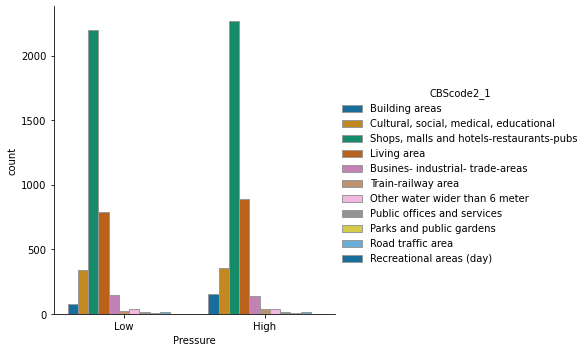 2000
1500
1000
500
0
count
Low
High
Pressure
CBScode2_1
Building areas
Cultural, social, medical, educational
Shops, malls and hotels-restaurants-pubs
Living area
Busines- industrial- trade-areas
Train-railway area
Other water wider than 6 meter
Public offices and services
Parks and public gardens
Road traffic area
Recreational areas (day)